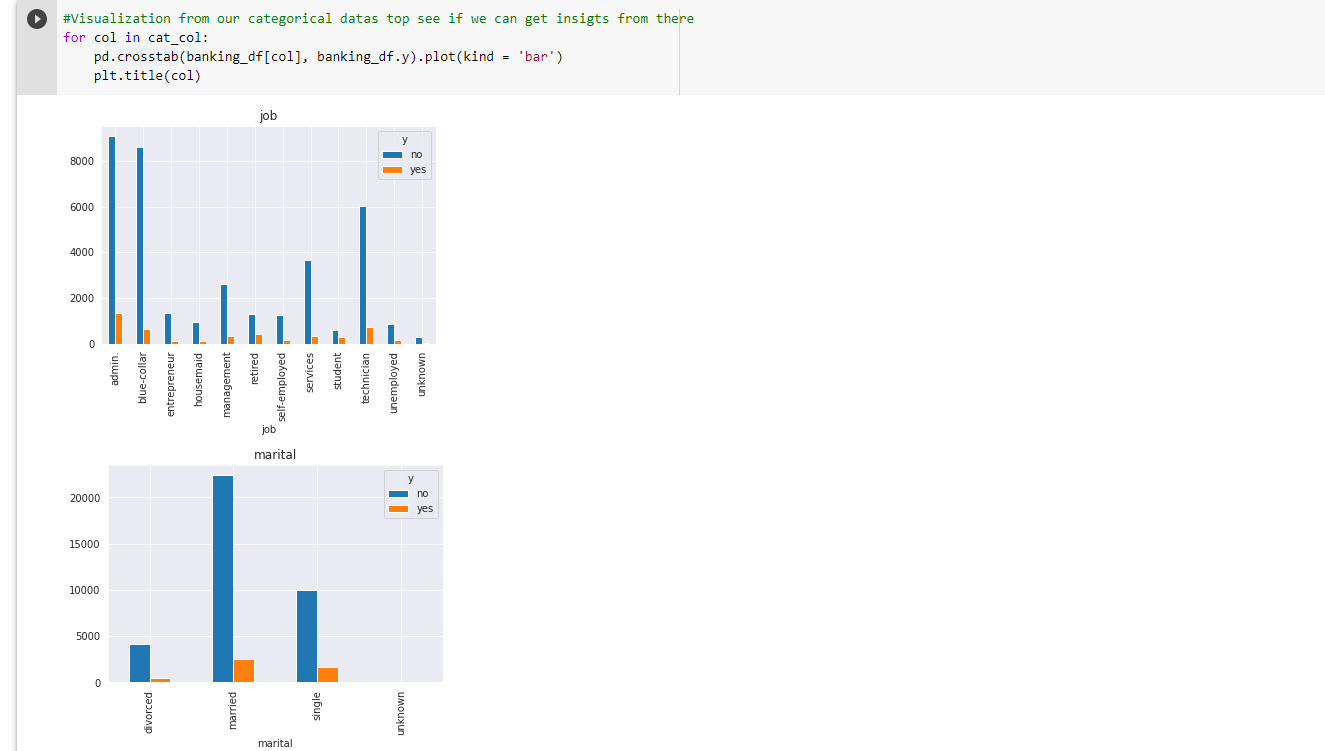 #Visualization from our categorical datas top see if we can get insigts from there
for col in cat_col:
    pd.crosstab(banking_df[col], banking_df.y).plot(kind = 'bar')
    plt.title(col)
job
y
no
yes
8000
6000
4000
2000
0
admin.
blue-collar
entrepreneur
housemaid
management
retired
self-employed
services
student
technician
unemployed
unknown
job
marital
y
no
yes
20000
15000
10000
5000
0
divorced
married
single
unknown
marital